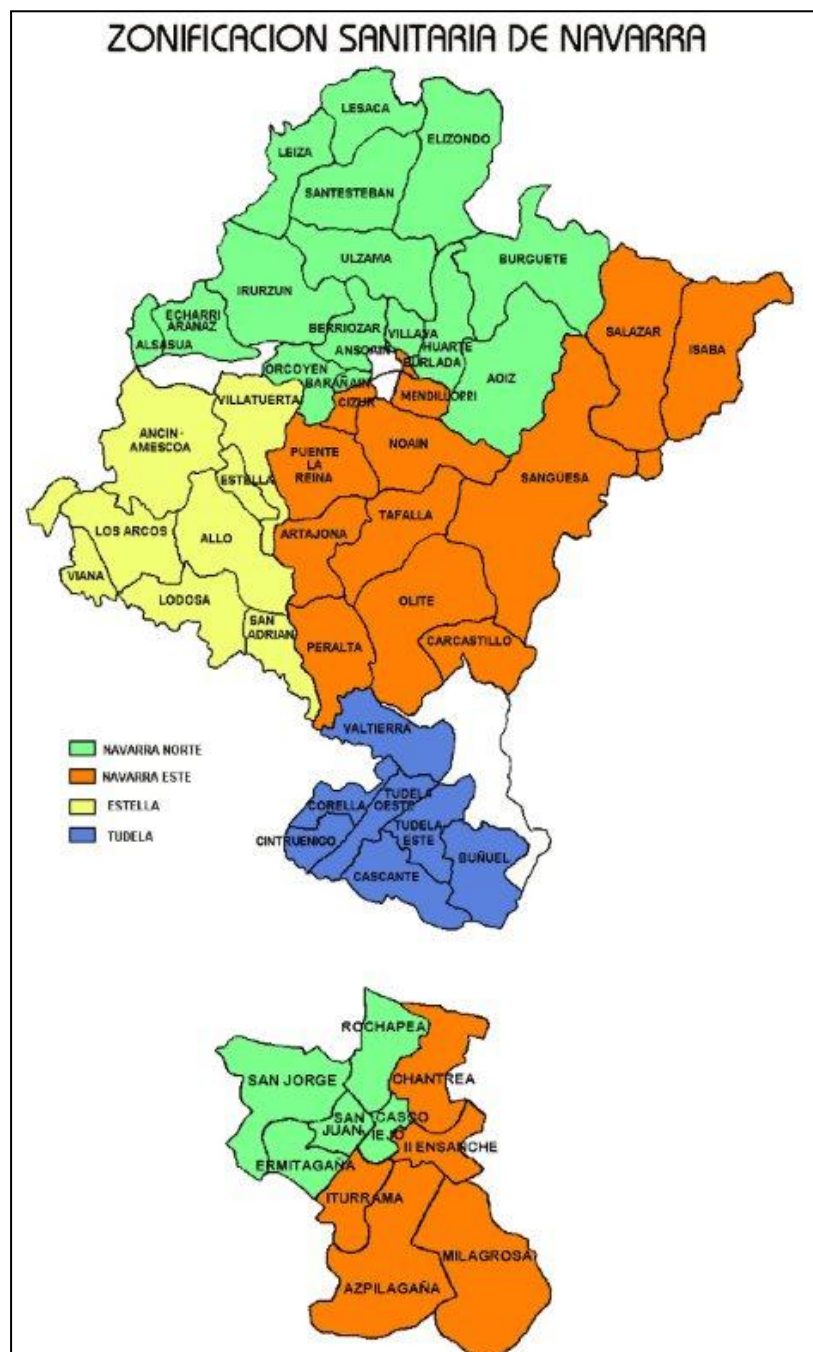 ZONIFICACION SANITARIA DE NAVARRA
LESACA
ELIZONDO
LEIZA
SANTESTEBAN
ULZAMA
BURGUETE
IRURZUN
SALAZAR
ISABA
ECHARRI
ARANAZ
ALSASUA
BERRIOZAR
VILLAVA
HUARTE
ANSOAIN
BURLADA
ORCOYEN
BARAÑAIN
AOIZ
CIZUR
MENDILLORRI
VILLATUERTA
ANCIN-
AMESCOA
PUENTE
LA
REINA
NOAIN
ESTELLA
SANGUESA
TAFALLA
LOS ARCOS
ALLO
ARTAJONA
VIANA
LODOSA
OLITE
SAN
ADRIAN
PERALTA
CARCASTILLO
VALTIERRA
NAVARRA NORTE
NAVARRA ESTE
ESTELLA
TUDELA
CORELLA
TUDELA
OESTE
CINTRUENIGO
TUDELA
ESTE
BUÑUEL
CASCANTE
ROCHAPEA
CHANTREA
SAN JORGE
SAN
JUAN
CASCO
VIEJO
II ENSANCHE
ERMITAGAÑA
ITURRAMA
MILAGROSA
AZPILAGAÑA